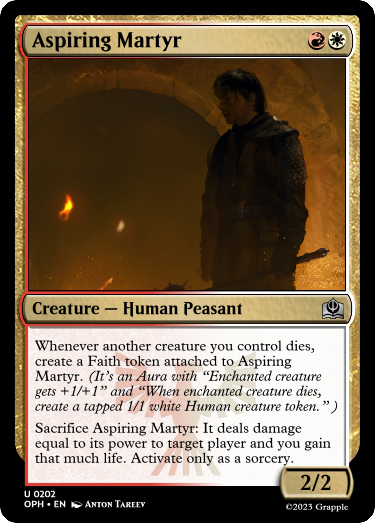 Aspiring Martyr
Creature — Human Peasant
Whenever another creature you control dies,
create a Faith token attached to Aspiring
Martyr. (It's an Aura with “Enchanted creature
gets +1/+1” and “When enchanted creature dies,
create a tapped 1/1 white Human creature token.” )
Sacrifice Aspiring Martyr: It deals damage
equal to its power to target player and you gain
that much life. Activate only as a sorcery.
2/2
U 0202
OPH • EN Anton Tareev
©2023 Grapple